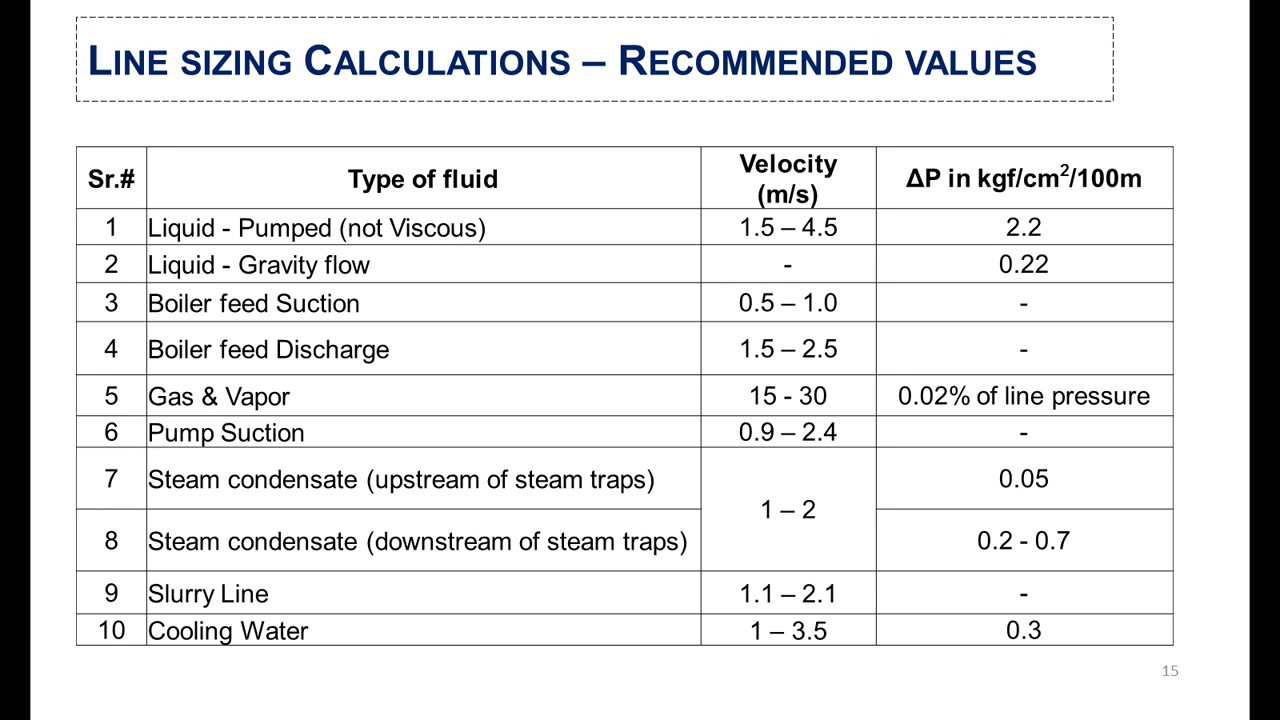 LINE SIZING CALCULATIONS – RECOMMENDED VALUES
Sr.# Type of fluid Velocity (m/s) ΔP in kgf/cm²/100m
1 Liquid - Pumped (not Viscous) 1.5 – 4.5 2.2
2 Liquid - Gravity flow - 0.22
3 Boiler feed Suction 0.5 – 1.0 -
4 Boiler feed Discharge 1.5 – 2.5 -
5 Gas & Vapor 15 - 30 0.02% of line pressure
6 Pump Suction 0.9 – 2.4 -
7 Steam condensate (upstream of steam traps) 1 – 2 0.05
8 Steam condensate (downstream of steam traps) 0.2 - 0.7
9 Slurry Line 1.1 – 2.1 -
10 Cooling Water 1 – 3.5 0.3
15